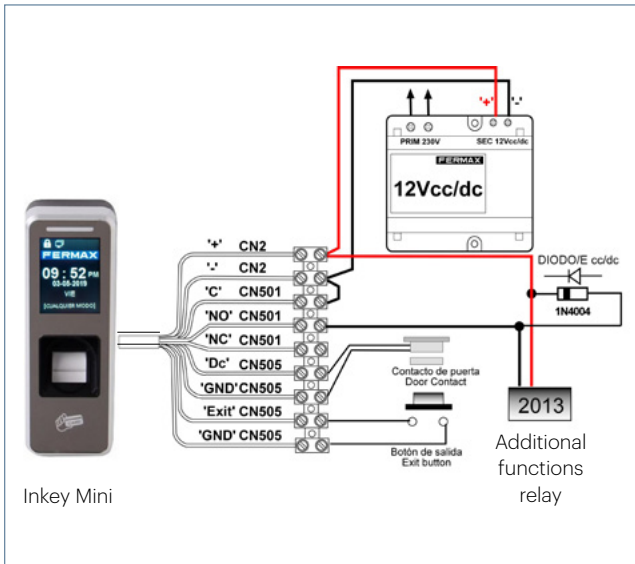 '+' '-'
PRIM 230V SEC 12Vcc/dc
FERMAX
12Vcc/dc
FERMAX
09 : 52 PM
03-05-2019
VIE
[CUALQUIER MODO]
'+' CN2
'-' CN2
'C' CN501
'NO' CN501
'NC' CN501
'Dc' CN505
'GND' CN505
'Exit' CN505
'GND' CN505
DIODO/E cc/dc
1N4004
Contacto de puerta
Door Contact
Botón de salida
Exit button
2013
Additional
functions
relay
Inkey Mini